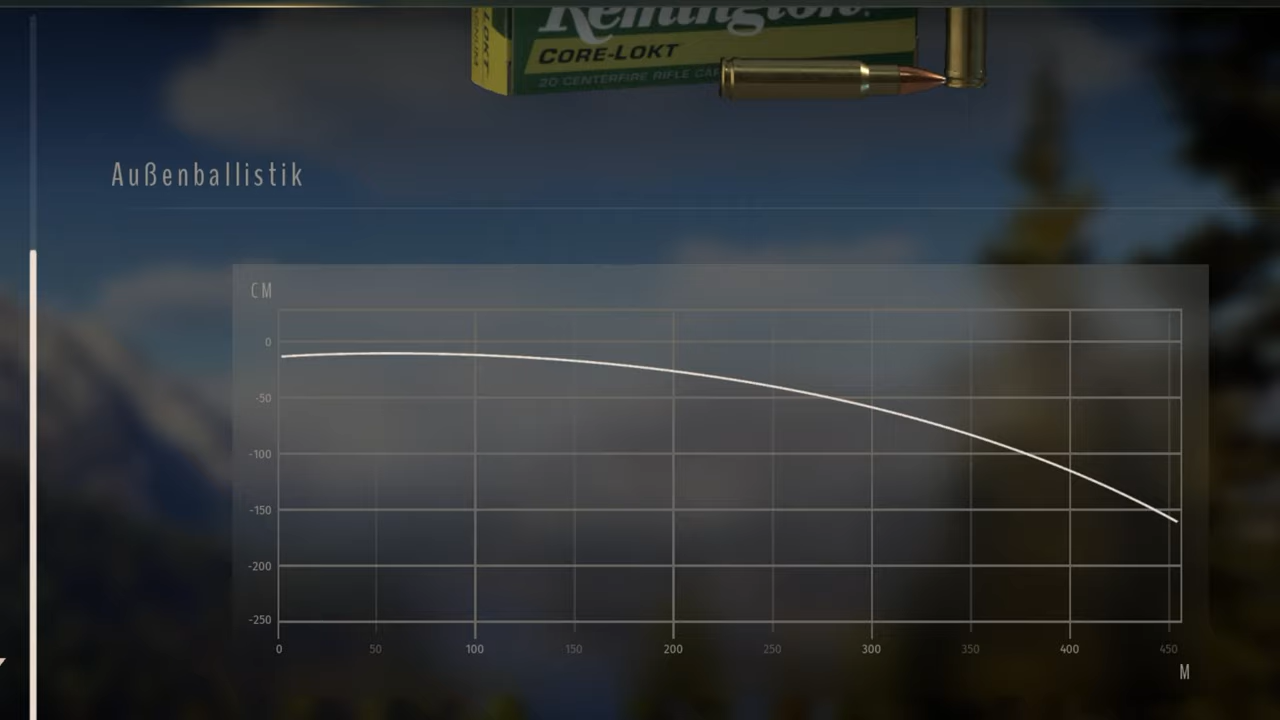 Remington.
LOKT
CORE-LOKT
20 CENTERFIRE RIFLE
Außenballistik
CM
0
-50
-100
-150
-200
-250
0 50 100 150 200 250 300 350 400 450
M